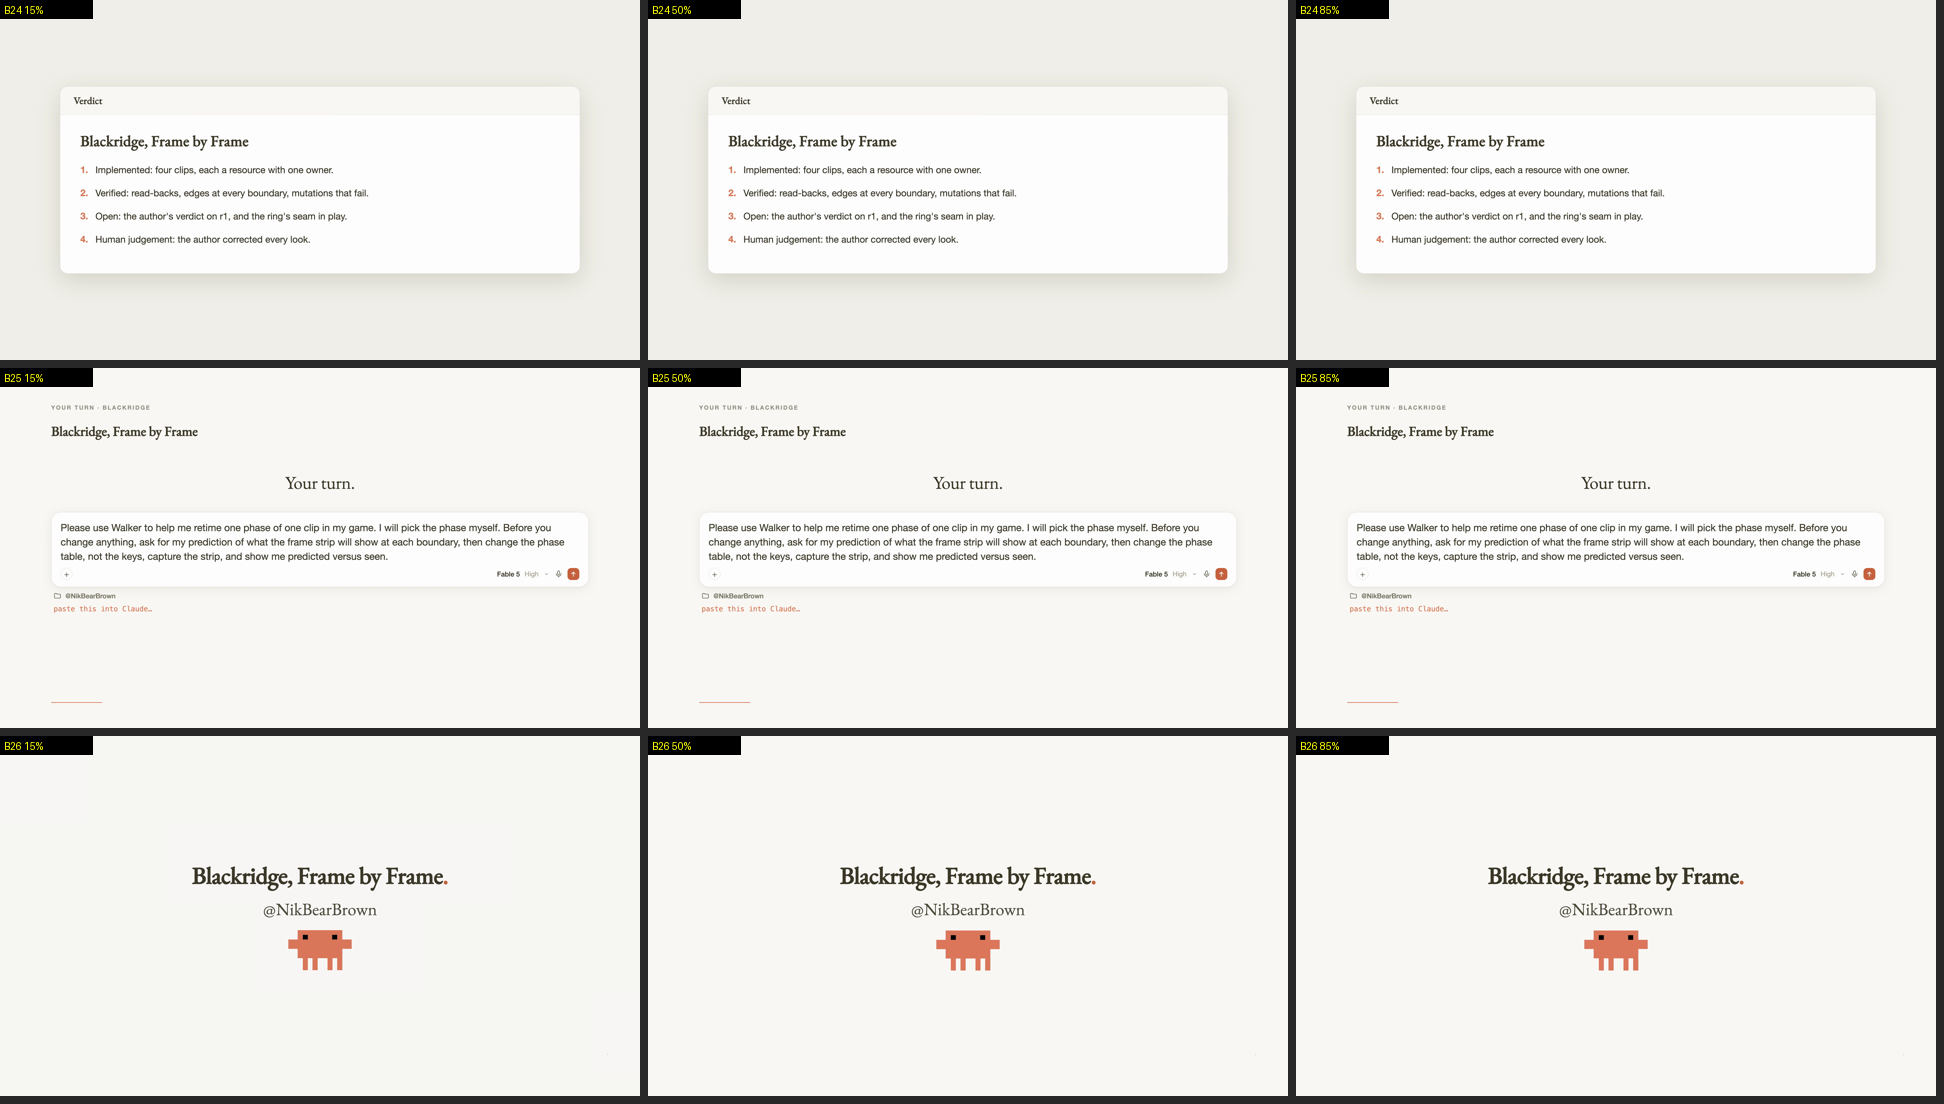 B24 15%
Verdict
Blackridge, Frame by Frame
1. Implemented: four clips, each a resource with one owner.
2. Verified: read-backs, edges at every boundary, mutations that fail.
3. Open: the author's verdict on r1, and the ring's seam in play.
4. Human judgement: the author corrected every look.
B24 50%
Verdict
Blackridge, Frame by Frame
1. Implemented: four clips, each a resource with one owner.
2. Verified: read-backs, edges at every boundary, mutations that fail.
3. Open: the author's verdict on r1, and the ring's seam in play.
4. Human judgement: the author corrected every look.
B24 85%
Verdict
Blackridge, Frame by Frame
1. Implemented: four clips, each a resource with one owner.
2. Verified: read-backs, edges at every boundary, mutations that fail.
3. Open: the author's verdict on r1, and the ring's seam in play.
4. Human judgement: the author corrected every look.
B25 15%
YOUR TURN · BLACKRIDGE
Blackridge, Frame by Frame
Your turn.
Please use Walker to help me retime one phase of one clip in my game. I will pick the phase myself. Before you
change anything, ask for my prediction of what the frame strip will show at each boundary, then change the phase
table, not the keys, capture the strip, and show me predicted versus seen.
+ Fable 5 High
@NikBearBrown
paste this into Claude…
B25 50%
YOUR TURN · BLACKRIDGE
Blackridge, Frame by Frame
Your turn.
Please use Walker to help me retime one phase of one clip in my game. I will pick the phase myself. Before you
change anything, ask for my prediction of what the frame strip will show at each boundary, then change the phase
table, not the keys, capture the strip, and show me predicted versus seen.
+ Fable 5 High
@NikBearBrown
paste this into Claude…
B25 85%
YOUR TURN · BLACKRIDGE
Blackridge, Frame by Frame
Your turn.
Please use Walker to help me retime one phase of one clip in my game. I will pick the phase myself. Before you
change anything, ask for my prediction of what the frame strip will show at each boundary, then change the phase
table, not the keys, capture the strip, and show me predicted versus seen.
+ Fable 5 High
@NikBearBrown
paste this into Claude…
B26 15%
Blackridge, Frame by Frame.
@NikBearBrown
B26 50%
Blackridge, Frame by Frame.
@NikBearBrown
B26 85%
Blackridge, Frame by Frame.
@NikBearBrown